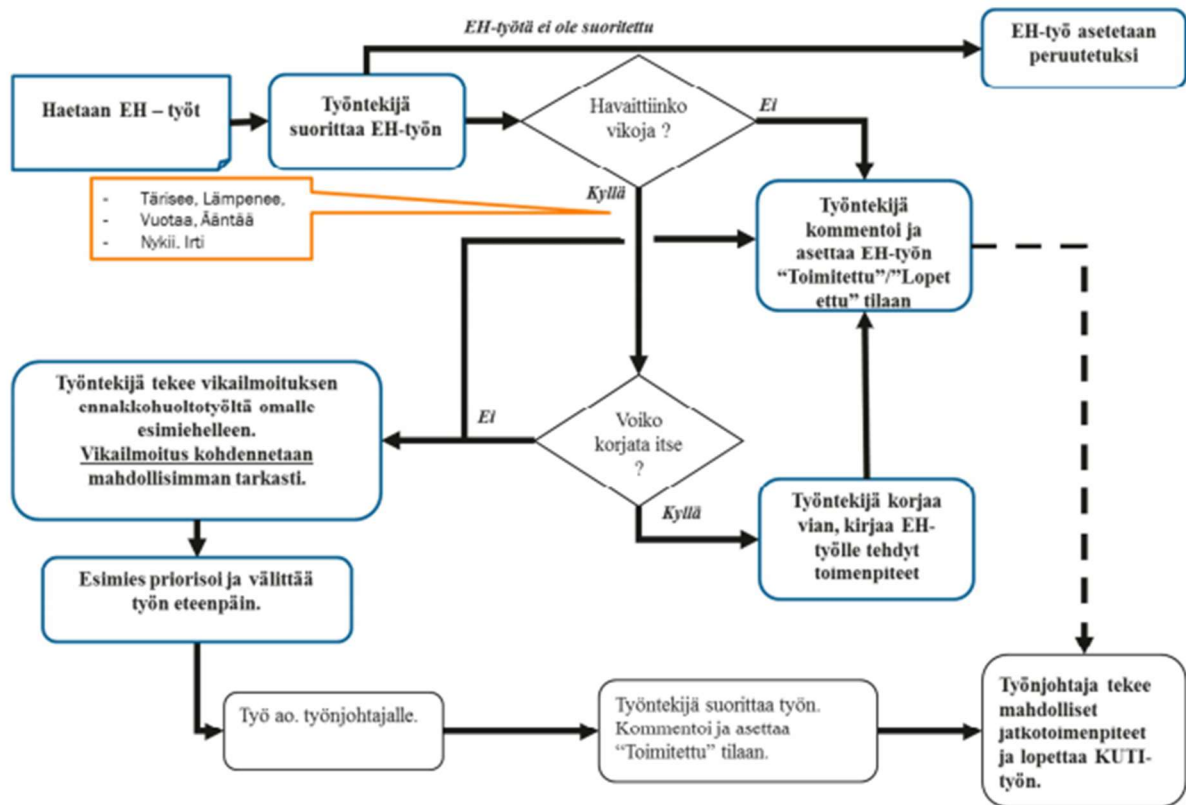 EH-työtä ei ole suoritettu
EH-työ asetetaan
peruutetuksi
Haetaan EH – työt
Työntekijä
suorittaa EH-työn
Havaittiinko
vikoja ?
Ei
Kyllä
- Tärisee, Lämpenee,
- Vuotaa, Ääntää
- Nykii. Irti
Työntekijä
kommentoi ja
asettaa EH-työn
“Toimitettu”/”Lopet
ettu” tilaan
Työntekijä tekee vikailmoituksen
ennakkohuoltotyöltä omalle
esimiehelleen.
Vikailmoitus kohdennetaan
mahdollisimman tarkasti.
Ei
Voiko
korjata itse
?
Kyllä
Työntekijä korjaa
vian, kirjaa EH-
työlle tehdyt
toimenpiteet
Esimies priorisoi ja välittää
työn eteenpäin.
Työ ao. työnjohtajalle.
Työntekijä suorittaa työn.
Kommentoi ja asettaa
“Toimitettu” tilaan.
Työnjohtaja tekee
mahdolliset
jatkotoimenpiteet
ja lopettaa KUTI-
työn.